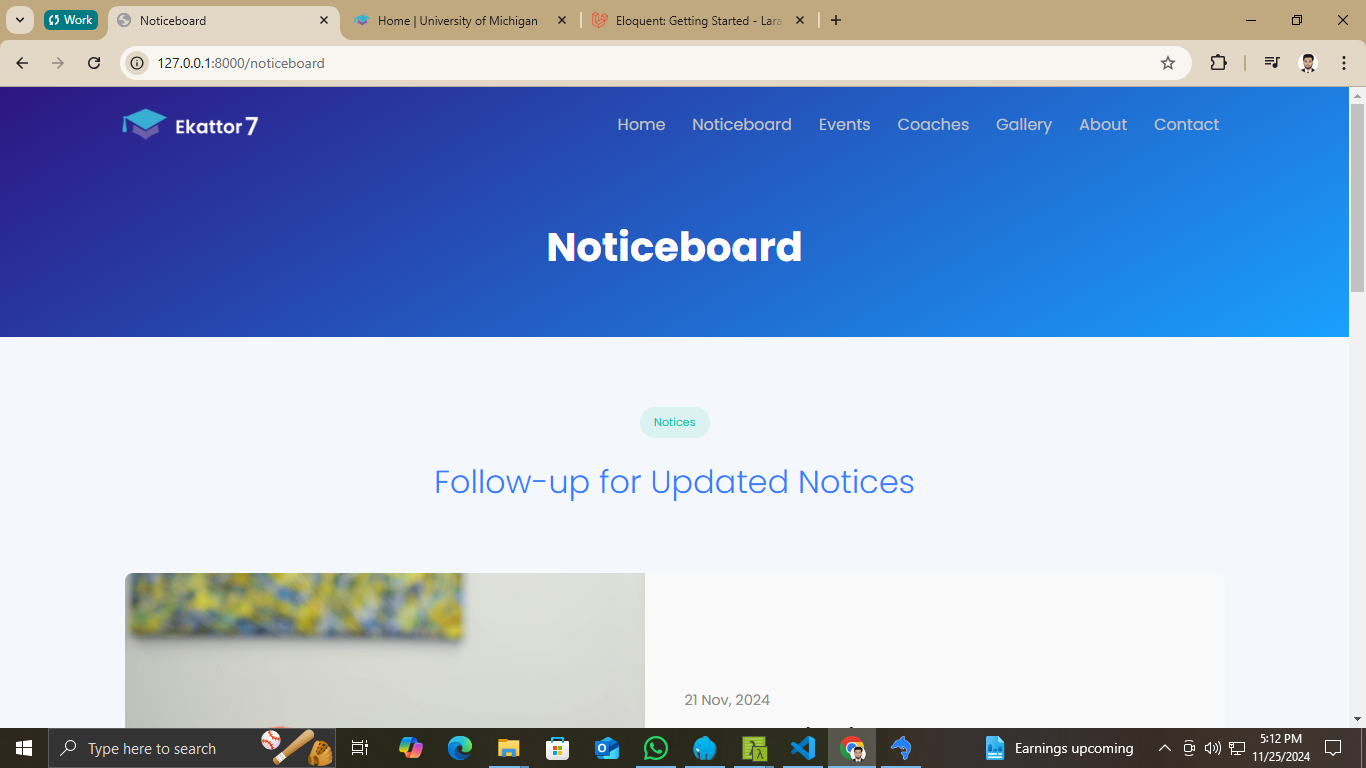 Work
Noticeboard
Home | University of Michigan
Eloquent: Getting Started - Lara
127.0.0.1:8000/noticeboard
Ekattor 7
Home Noticeboard Events Coaches Gallery About Contact
Noticeboard
Notices
Follow-up for Updated Notices
21 Nov, 2024
Type here to search
Earnings upcoming
5:12 PM
11/25/2024